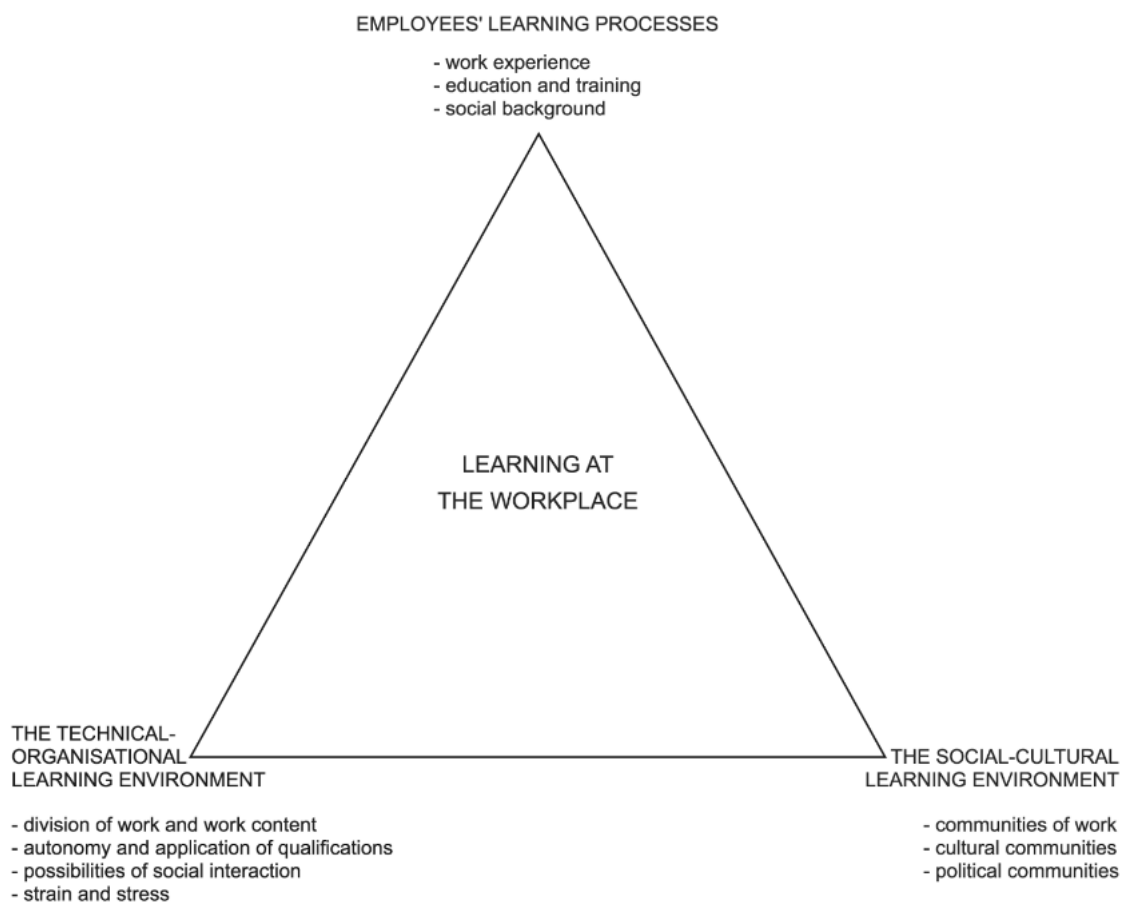 EMPLOYEES' LEARNING PROCESSES
- work experience
- education and training
- social background
LEARNING AT
THE WORKPLACE
THE TECHNICAL-
ORGANISATIONAL
LEARNING ENVIRONMENT
- division of work and work content
- autonomy and application of qualifications
- possibilities of social interaction
- strain and stress
THE SOCIAL-CULTURAL
LEARNING ENVIRONMENT
- communities of work
- cultural communities
- political communities